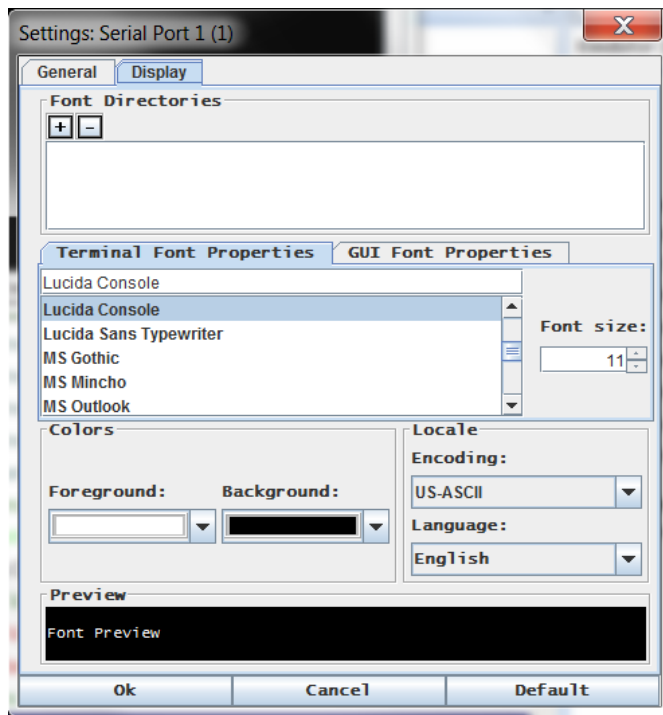 Settings: Serial Port 1 (1)
General Display
Font Directories
+ -
Terminal Font Properties GUI Font Properties
Lucida Console
Lucida Console
Lucida Sans Typewriter
MS Gothic
MS Mincho
MS Outlook
Font size:
11
Colors
Foreground: Background:
Locale
Encoding:
US-ASCII
Language:
English
Preview
Font Preview
Ok Cancel Default